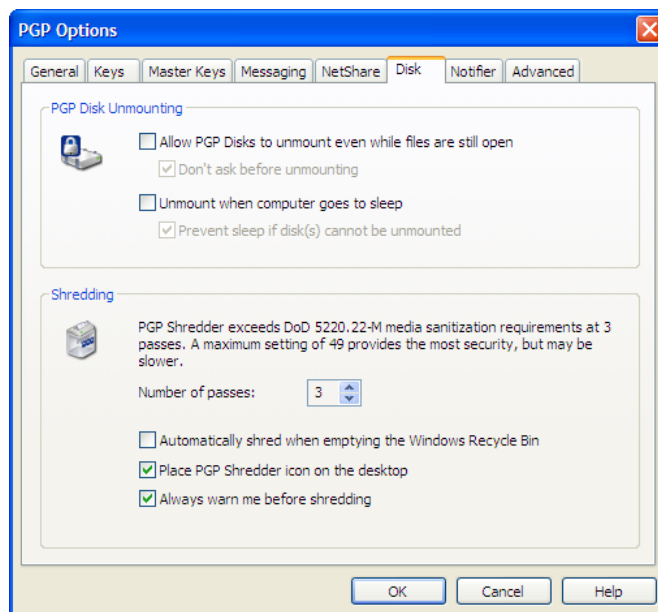 PGP Options
General Keys Master Keys Messaging NetShare Disk Notifier Advanced
PGP Disk Unmounting
Allow PGP Disks to unmount even while files are still open
Don't ask before unmounting
Unmount when computer goes to sleep
Prevent sleep if disk(s) cannot be unmounted
Shredding
PGP Shredder exceeds DoD 5220.22-M media sanitization requirements at 3
passes. A maximum setting of 49 provides the most security, but may be
slower.
Number of passes: 3
Automatically shred when emptying the Windows Recycle Bin
Place PGP Shredder icon on the desktop
Always warn me before shredding
OK Cancel Help